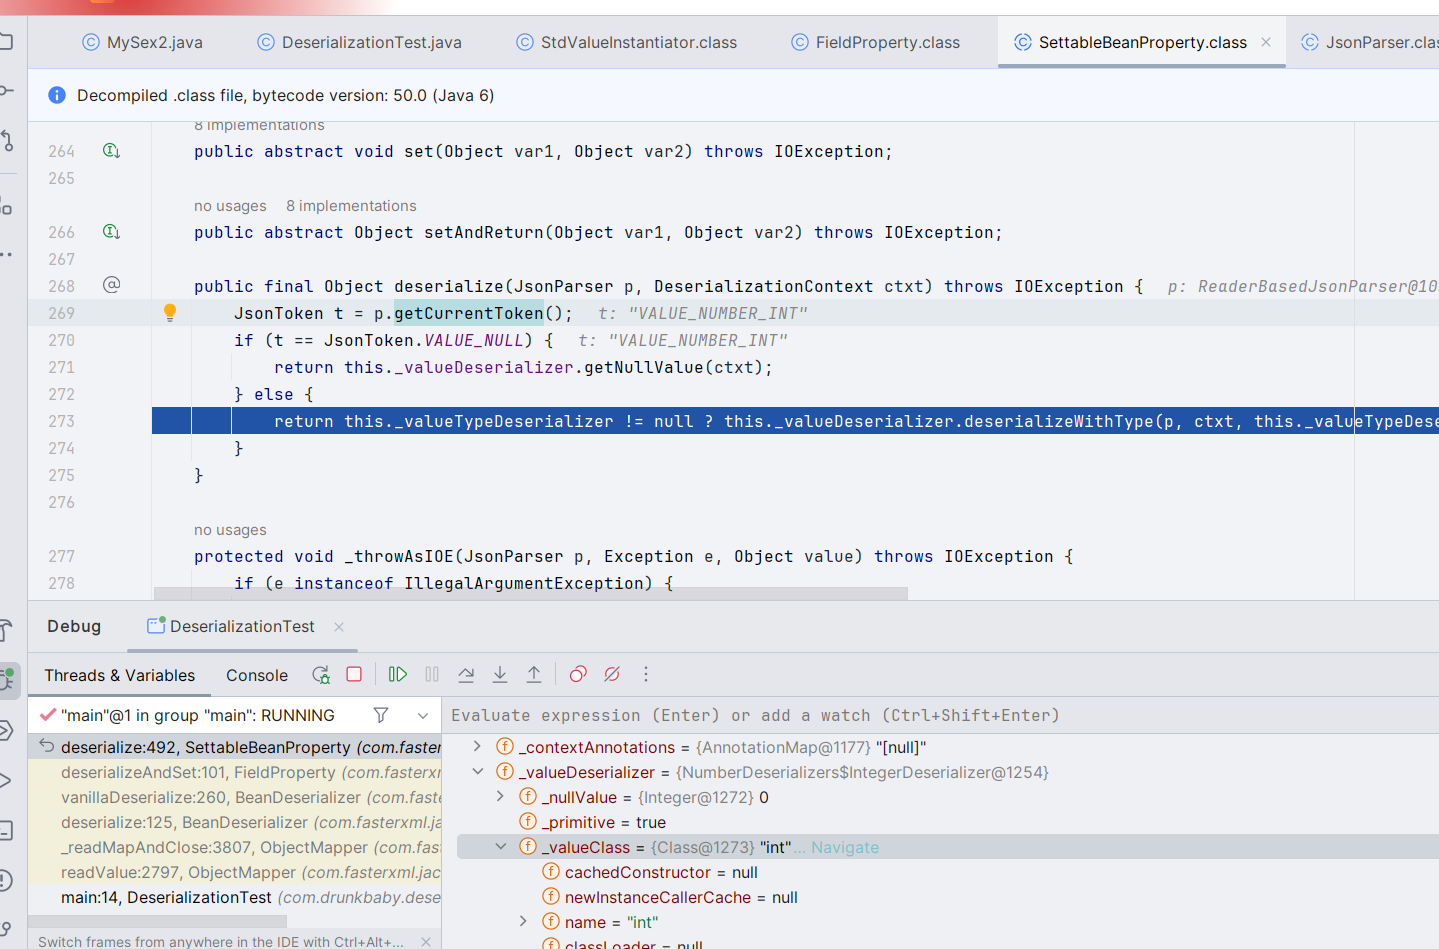 MySex2.java DeserializationTest.java StdValueInstantiator.class FieldProperty.class SettableBeanProperty.class JsonParser.clas
Decompiled .class file, bytecode version: 50.0 (Java 6)
8 implementations
264 public abstract void set(Object var1, Object var2) throws IOException;
265
no usages 8 implementations
266 public abstract Object setAndReturn(Object var1, Object var2) throws IOException;
267
268 public final Object deserialize(JsonParser p, DeserializationContext ctxt) throws IOException { p: ReaderBasedJsonParser@10
269 JsonToken t = p.getCurrentToken(); t: "VALUE_NUMBER_INT"
270 if (t == JsonToken.VALUE_NULL) { t: "VALUE_NUMBER_INT"
271 return this._valueDeserializer.getNullValue(ctxt);
272 } else {
273 return this._valueTypeDeserializer != null ? this._valueDeserializer.deserializeWithType(p, ctxt, this._valueTypeDese
274 }
275 }
276
no usages
277 protected void _throwAsIOE(JsonParser p, Exception e, Object value) throws IOException {
278 if (e instanceof IllegalArgumentException) {
Debug DeserializationTest
Threads & Variables Console
"main"@1 in group "main": RUNNING
Evaluate expression (Enter) or add a watch (Ctrl+Shift+Enter)
deserialize:492, SettableBeanProperty (com.faster
deserializeAndSet:101, FieldProperty (com.fasterxm
vanillaDeserialize:260, BeanDeserializer (com.faste
deserialize:125, BeanDeserializer (com.fasterxml.ja
_readMapAndClose:3807, ObjectMapper (com.fas
readValue:2797, ObjectMapper (com.fasterxml.jac
main:14, DeserializationTest (com.drunkbaby.dese
Switch frames from anywhere in the IDE with Ctrl+Alt+...
_contextAnnotations = {AnnotationMap@1177} "[null]"
_valueDeserializer = {NumberDeserializers$IntegerDeserializer@1254}
_nullValue = {Integer@1272} 0
_primitive = true
_valueClass = {Class@1273} "int"... Navigate
cachedConstructor = null
newInstanceCallerCache = null
name = "int"
classLoader = null